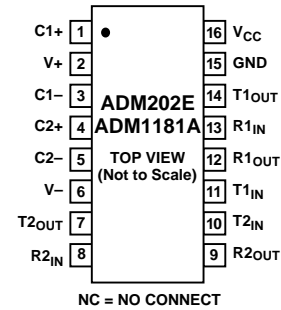 C1+ 1 16 VCC
V+ 2 15 GND
C1– 3 14 T1OUT
ADM202E
C2+ 4 ADM1181A 13 R1IN
C2– 5 TOP VIEW 12 R1OUT
(Not to Scale)
V– 6 11 T1IN
T2OUT 7 10 T2IN
R2IN 8 9 R2OUT
NC = NO CONNECT